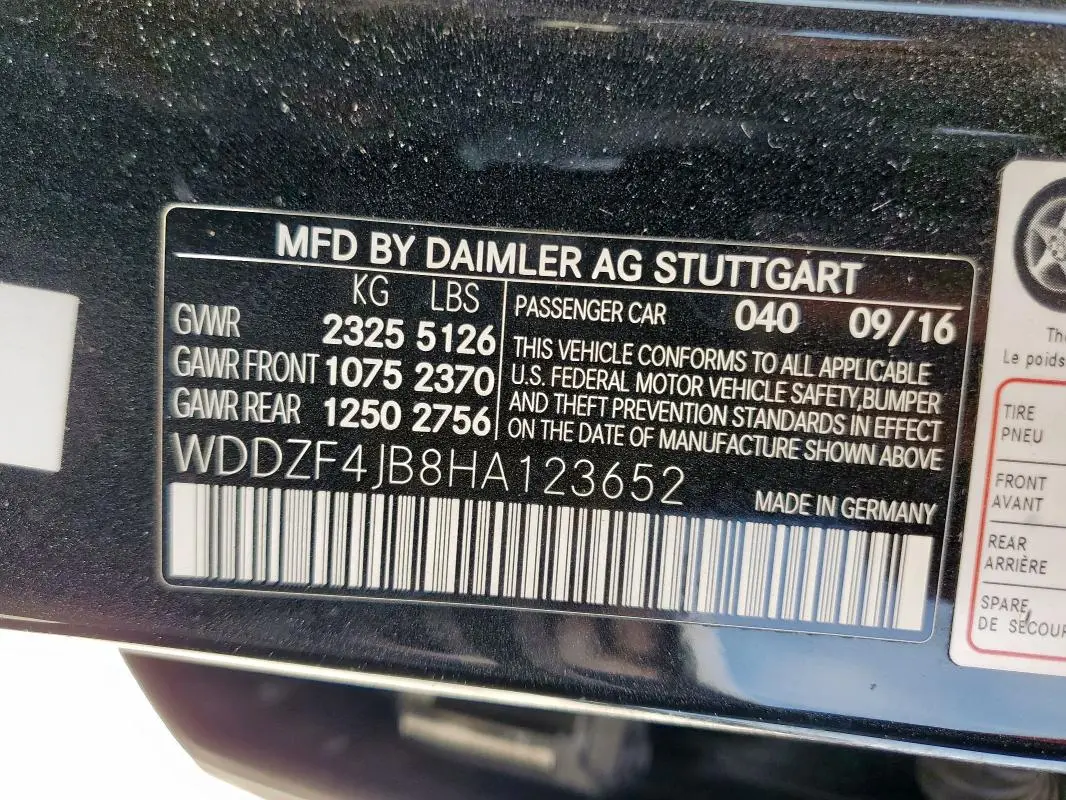 MFD BY DAIMLER AG STUTTGART
KG LBS
GVWR 2325 5126
GAWR FRONT 1075 2370
GAWR REAR 1250 2756
PASSENGER CAR 040 09/16
THIS VEHICLE CONFORMS TO ALL APPLICABLE
U.S. FEDERAL MOTOR VEHICLE SAFETY,BUMPER
AND THEFT PREVENTION STANDARDS IN EFFECT
ON THE DATE OF MANUFACTURE SHOWN ABOVE
WDDZF4JB8HA123652
MADE IN GERMANY
Le poids
TIRE
PNEU
FRONT
AVANT
REAR
ARRIÈRE
SPARE
DE